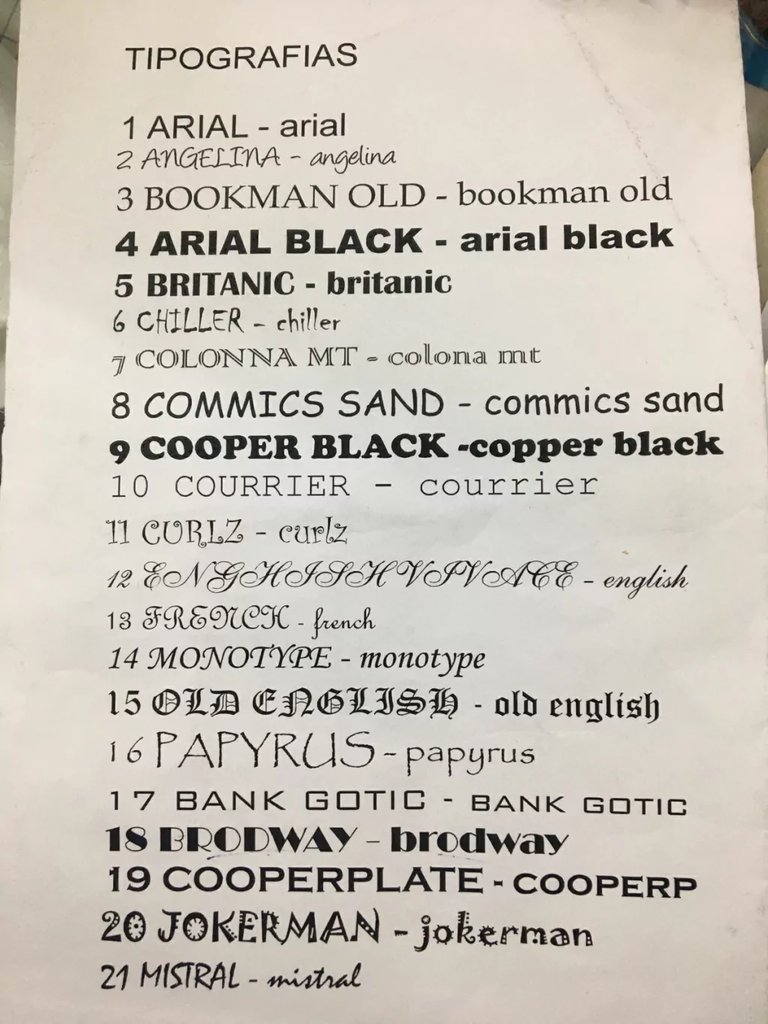 TIPOGRAFIAS
1 ARIAL - arial
2 ANGELINA - angelina
3 BOOKMAN OLD - bookman old
4 ARIAL BLACK - arial black
5 BRITANIC - britanic
6 CHILLER - chiller
7 COLONNA MT - colona mt
8 COMMICS SAND - commics sand
9 COOPER BLACK -copper black
10 COURRIER - courrier
11 CURLZ - curlz
12 ENGHISH VIVACE - english
13 FRENCH - french
14 MONOTYPE - monotype
15 OLD ENGLISH - old english
16 PAPYRUS - papyrus
17 BANK GOTIC - BANK GOTIC
18 BRODWAY - brodway
19 COOPERPLATE - COOPERP
20 JOKERMAN - jokerman
21 MISTRAL - mistral